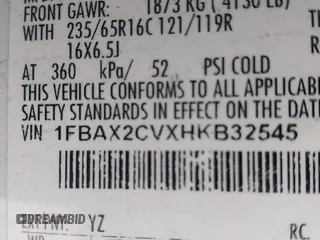 FRONT GAWR: 1873 KG ( 4130 LB)
WITH 235/65R16C 121/119R
16X6.5J
AT 360 kPa/ 52 PSI COLD
THIS VEHICLE CONFORMS TO ALL APPLICABLE
SAFETY STANDARDS IN EFFECT ON THE DAT
VIN 1FBAX2CVXHKB32545
YZ
RC.
DREAMBID